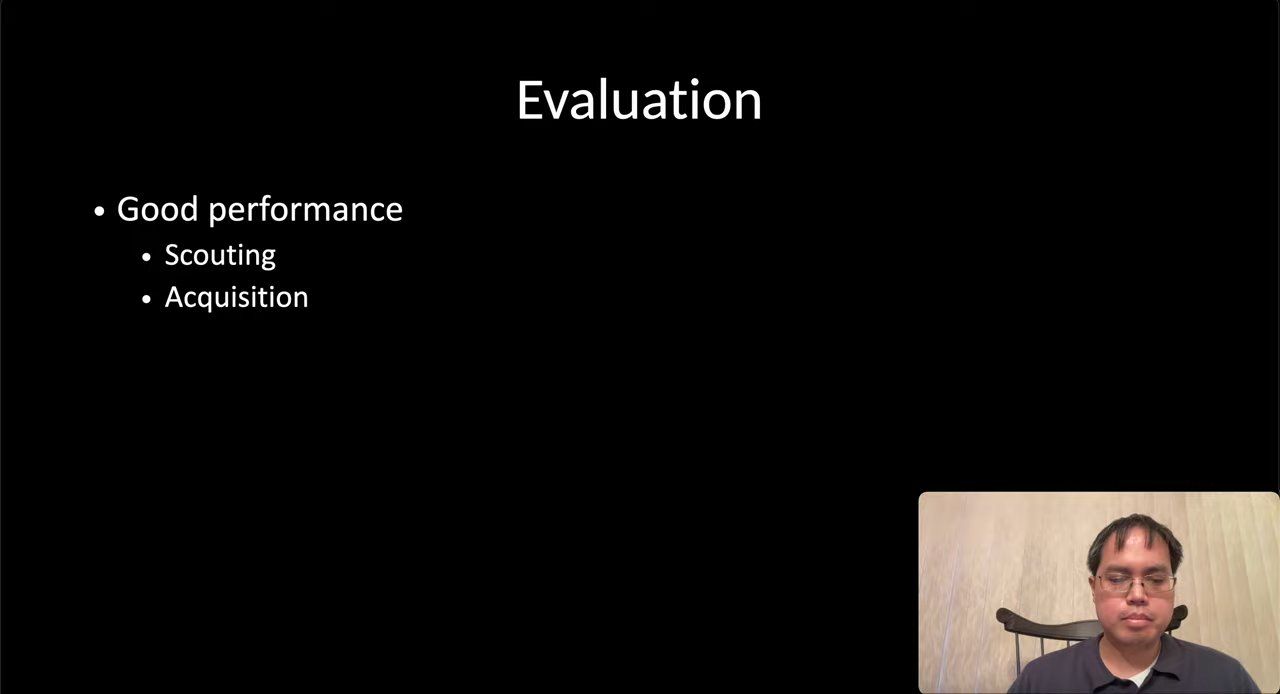 Evaluation
• Good performance
• Scouting
• Acquisition